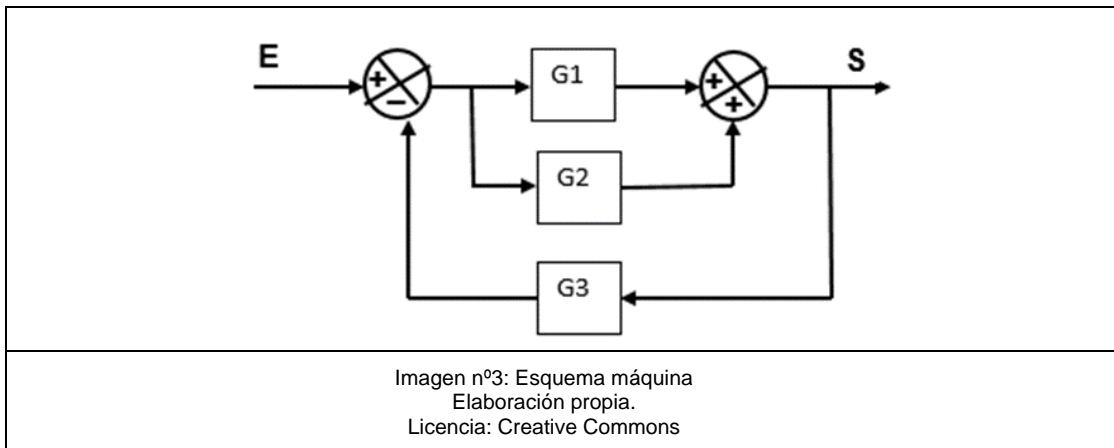 E
+
−
G1
+
+
S
G2
G3
Imagen nº3: Esquema máquina
Elaboración propia.
Licencia: Creative Commons